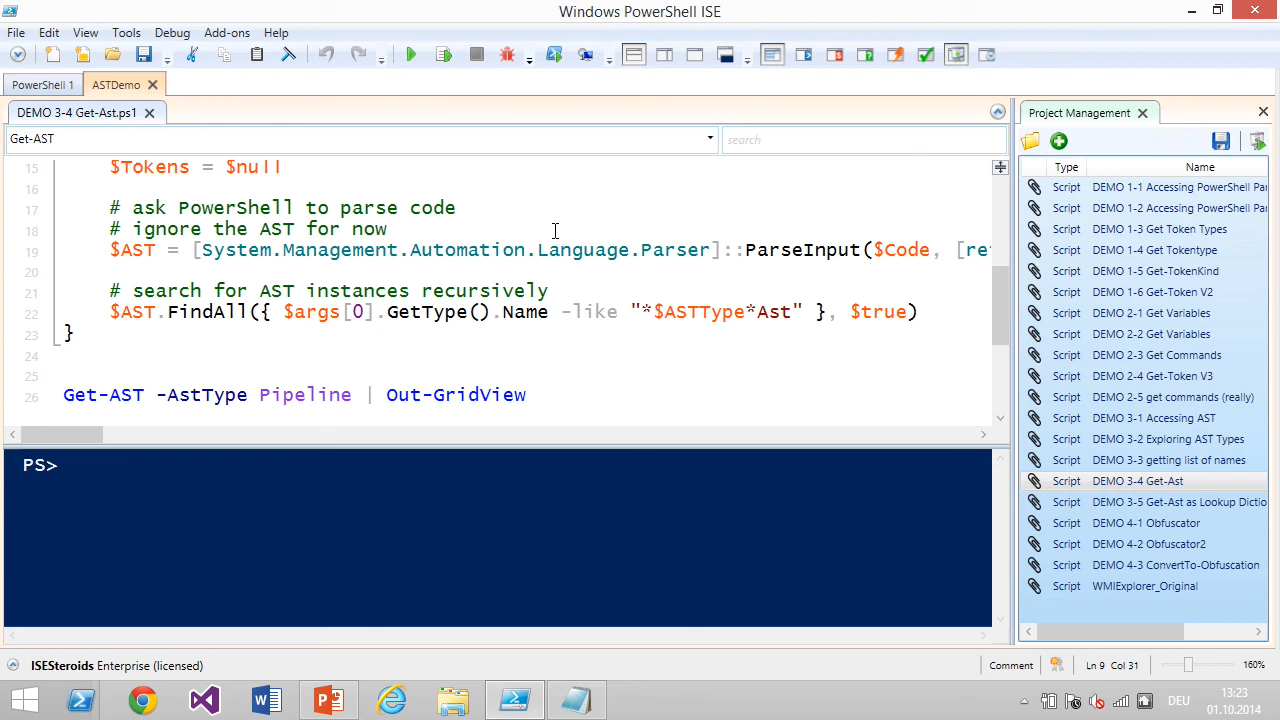 Windows PowerShell ISE
File Edit View Tools Debug Add-ons Help
PowerShell 1 ASTDemo
DEMO 3-4 Get-Ast.ps1
Get-AST
search
15 $Tokens = $null
16
17 # ask PowerShell to parse code
18 # ignore the AST for now
19 $AST = [System.Management.Automation.Language.Parser]::ParseInput($Code, [re
20
21 # search for AST instances recursively
22 $AST.FindAll({ $args[0].GetType().Name -like "*$ASTType*Ast" }, $true)
23 }
24
25
26 Get-AST -AstType Pipeline | Out-GridView
PS>
Project Management
Type Name
Script DEMO 1-1 Accessing PowerShell Par
Script DEMO 1-2 Accessing PowerShell Par
Script DEMO 1-3 Get Token Types
Script DEMO 1-4 Get Tokentype
Script DEMO 1-5 Get-TokenKind
Script DEMO 1-6 Get-Token V2
Script DEMO 2-1 Get Variables
Script DEMO 2-2 Get Variables
Script DEMO 2-3 Get Commands
Script DEMO 2-4 Get-Token V3
Script DEMO 2-5 get commands (really)
Script DEMO 3-1 Accessing AST
Script DEMO 3-2 Exploring AST Types
Script DEMO 3-3 getting list of names
Script DEMO 3-4 Get-Ast
Script DEMO 3-5 Get-Ast as Lookup Dictio
Script DEMO 4-1 Obfuscator
Script DEMO 4-2 Obfuscator2
Script DEMO 4-3 ConvertTo-Obfuscation
Script WMIExplorer_Original
ISESteroids Enterprise (licensed)
Comment
Ln 9 Col 31
160%
DEU
13:23
01.10.2014